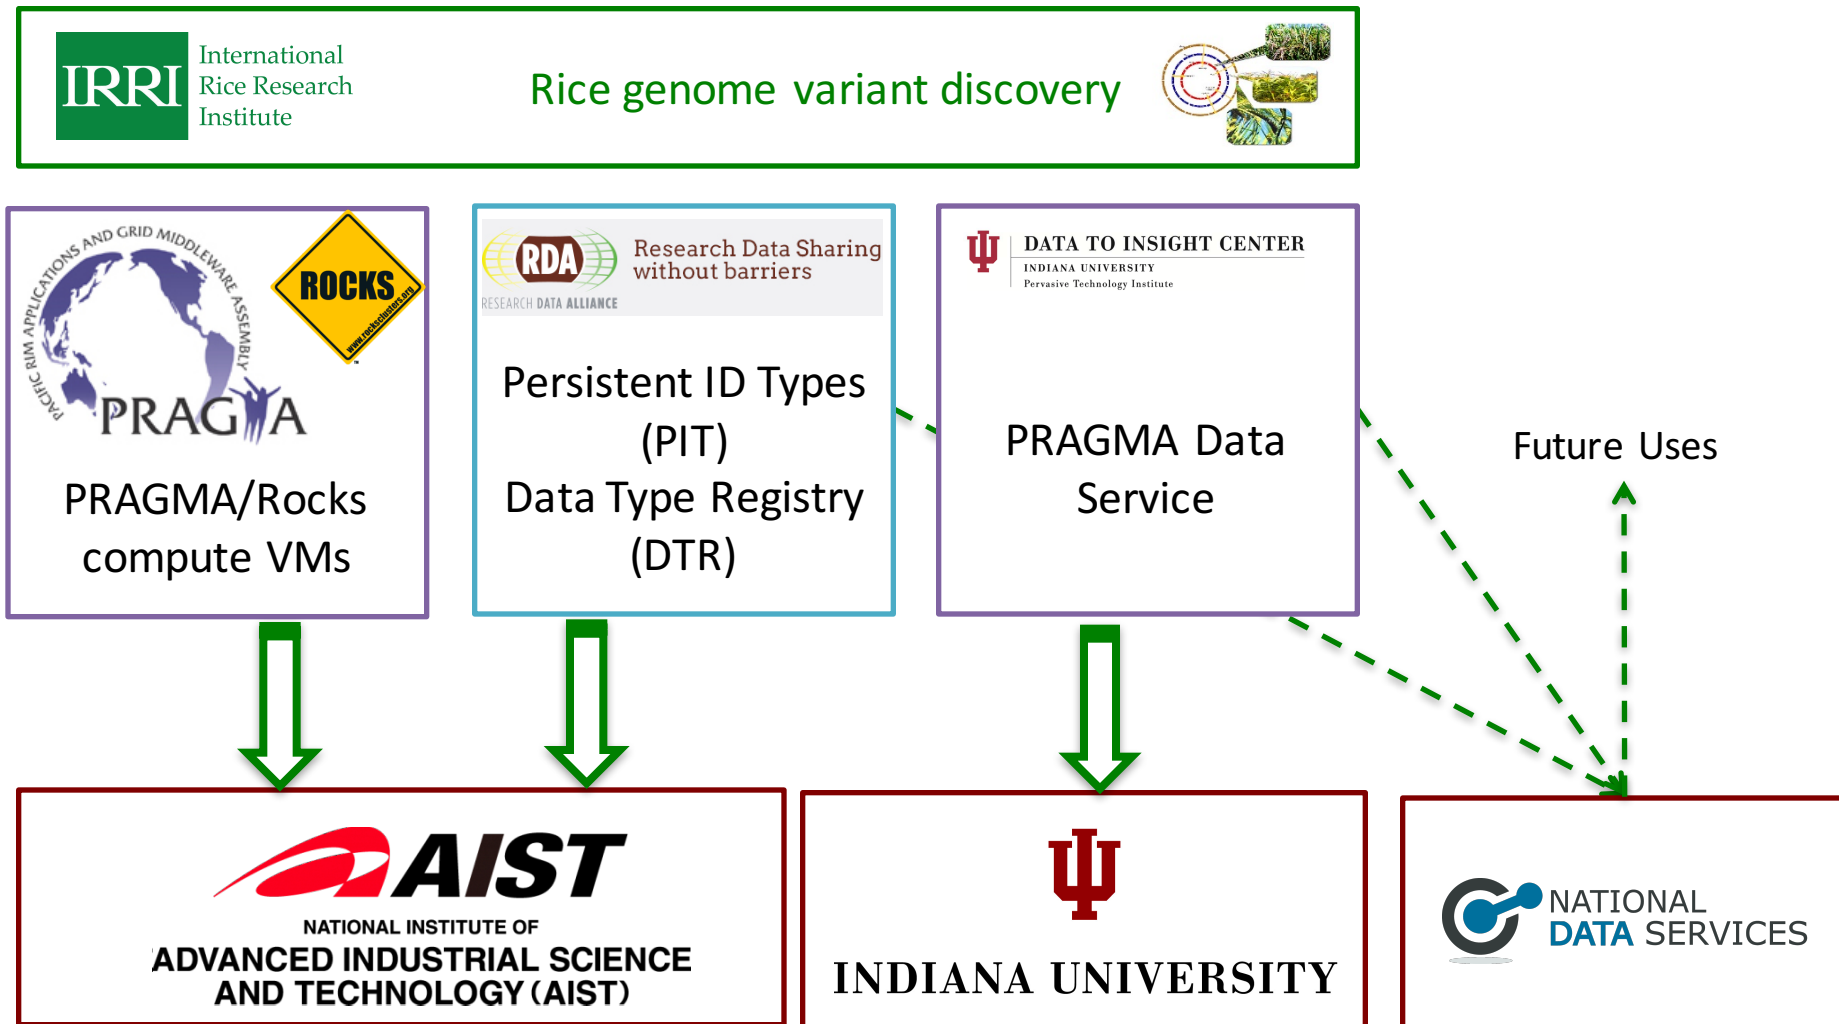 IRRI
International
Rice Research
Institute
Rice genome variant discovery
PACIFIC RIM APPLICATIONS AND GRID MIDDLEWARE ASSEMBLY
PRAGMA
ROCKS
www.rocksclusters.org
PRAGMA/Rocks
compute VMs
RDA
RESEARCH DATA ALLIANCE
Research Data Sharing
without barriers
Persistent ID Types
(PIT)
Data Type Registry
(DTR)
DATA TO INSIGHT CENTER
INDIANA UNIVERSITY
Pervasive Technology Institute
PRAGMA Data
Service
Future Uses
AIST
NATIONAL INSTITUTE OF
ADVANCED INDUSTRIAL SCIENCE
AND TECHNOLOGY (AIST)
INDIANA UNIVERSITY
NATIONAL
DATA SERVICES